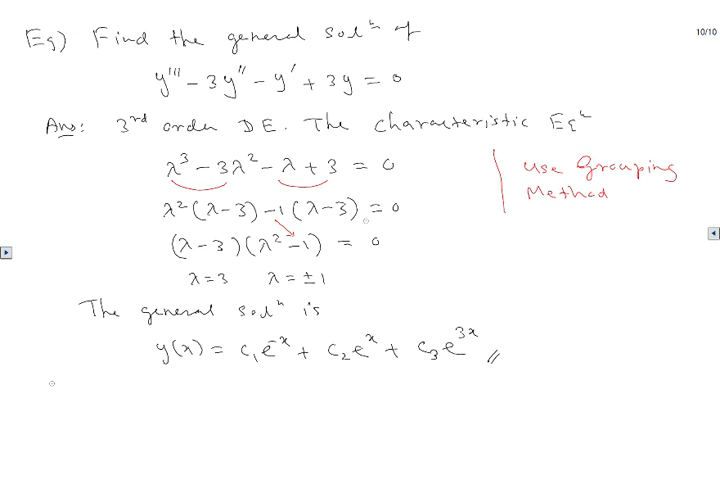 10/10
Eg) Find the general solⁿ of
y''' - 3y'' - y' + 3y = 0
Ans: 3rd order DE. The characteristic Eqⁿ
λ³ - 3λ² - λ + 3 = 0
use Grouping
Method
λ²(λ-3) -1(λ-3) = 0
(λ-3)(λ²-1) = 0
λ=3 λ=±1
The general solⁿ is
y(x) = c₁e⁻ˣ + c₂eˣ + c₃e³ˣ //